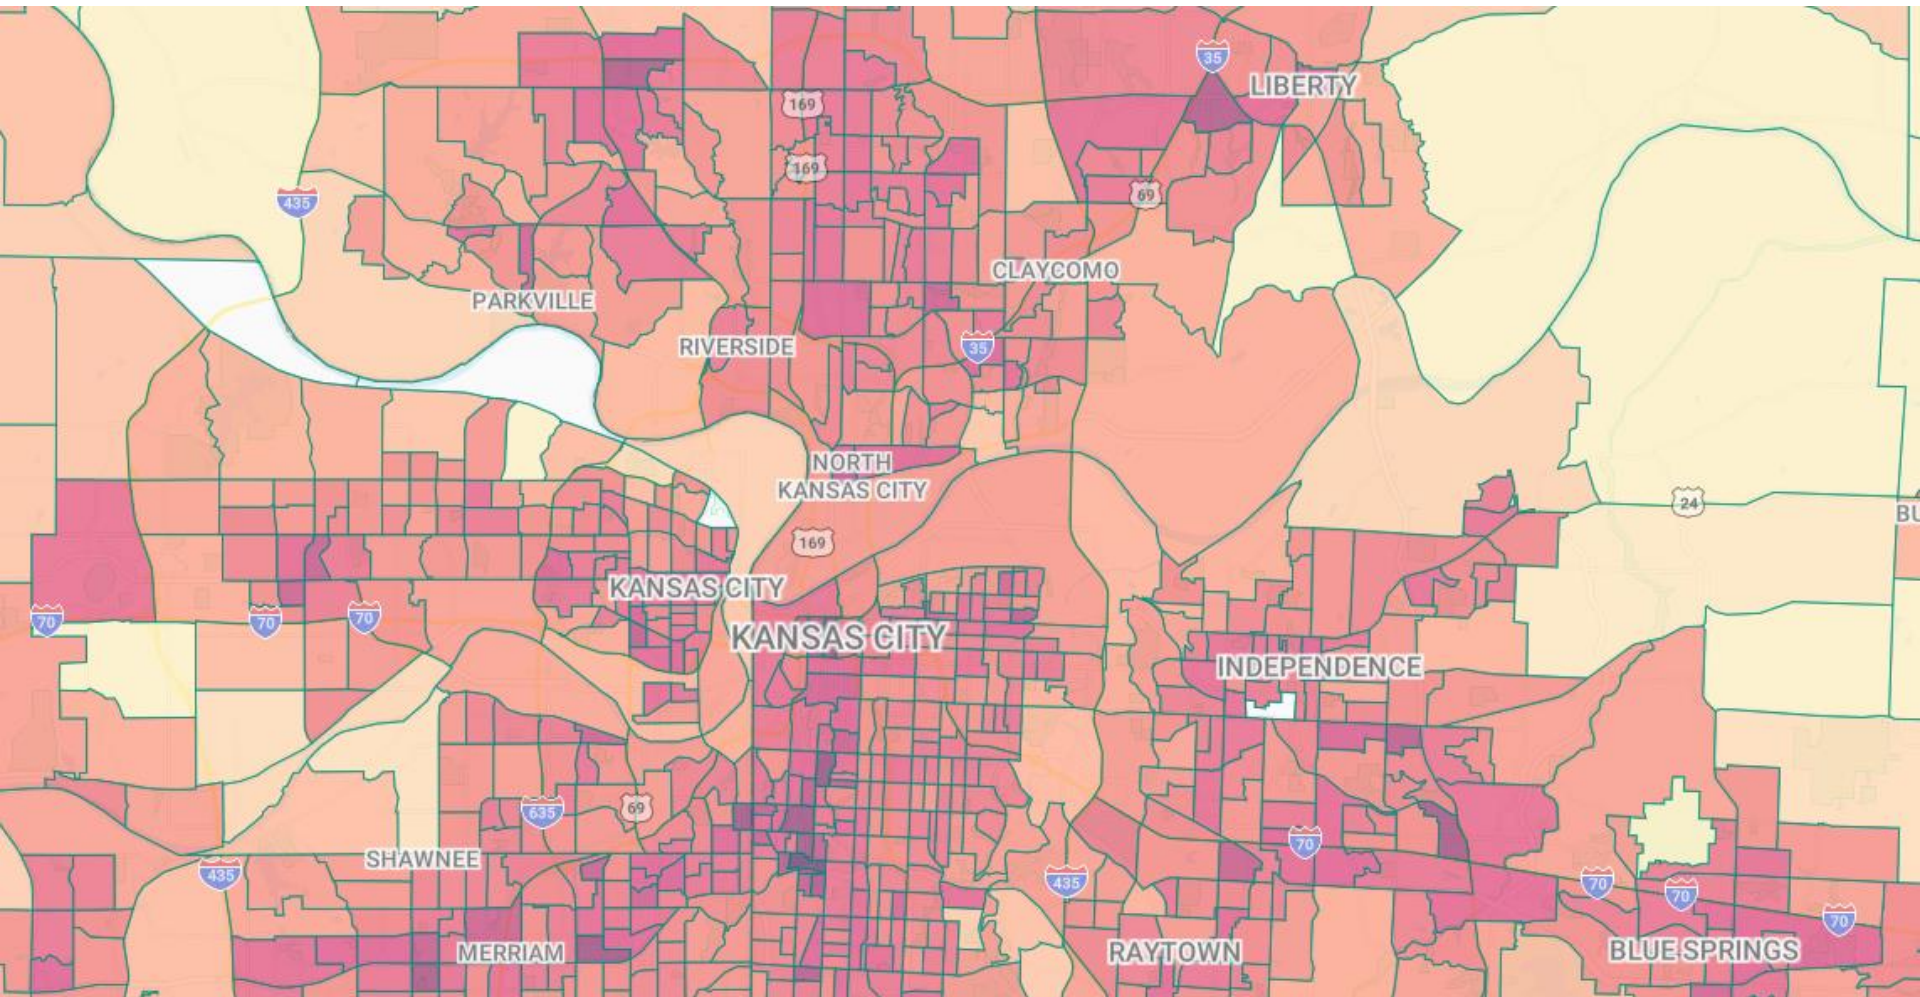 35
LIBERTY
169
169
69
435
CLAYCOMO
PARKVILLE
RIVERSIDE
35
NORTH
KANSAS CITY
24
BU
169
KANSAS CITY
70
70
70
KANSAS CITY
INDEPENDENCE
635
69
70
SHAWNEE
435
435
70
70
70
MERRIAM
RAYTOWN
BLUE SPRINGS